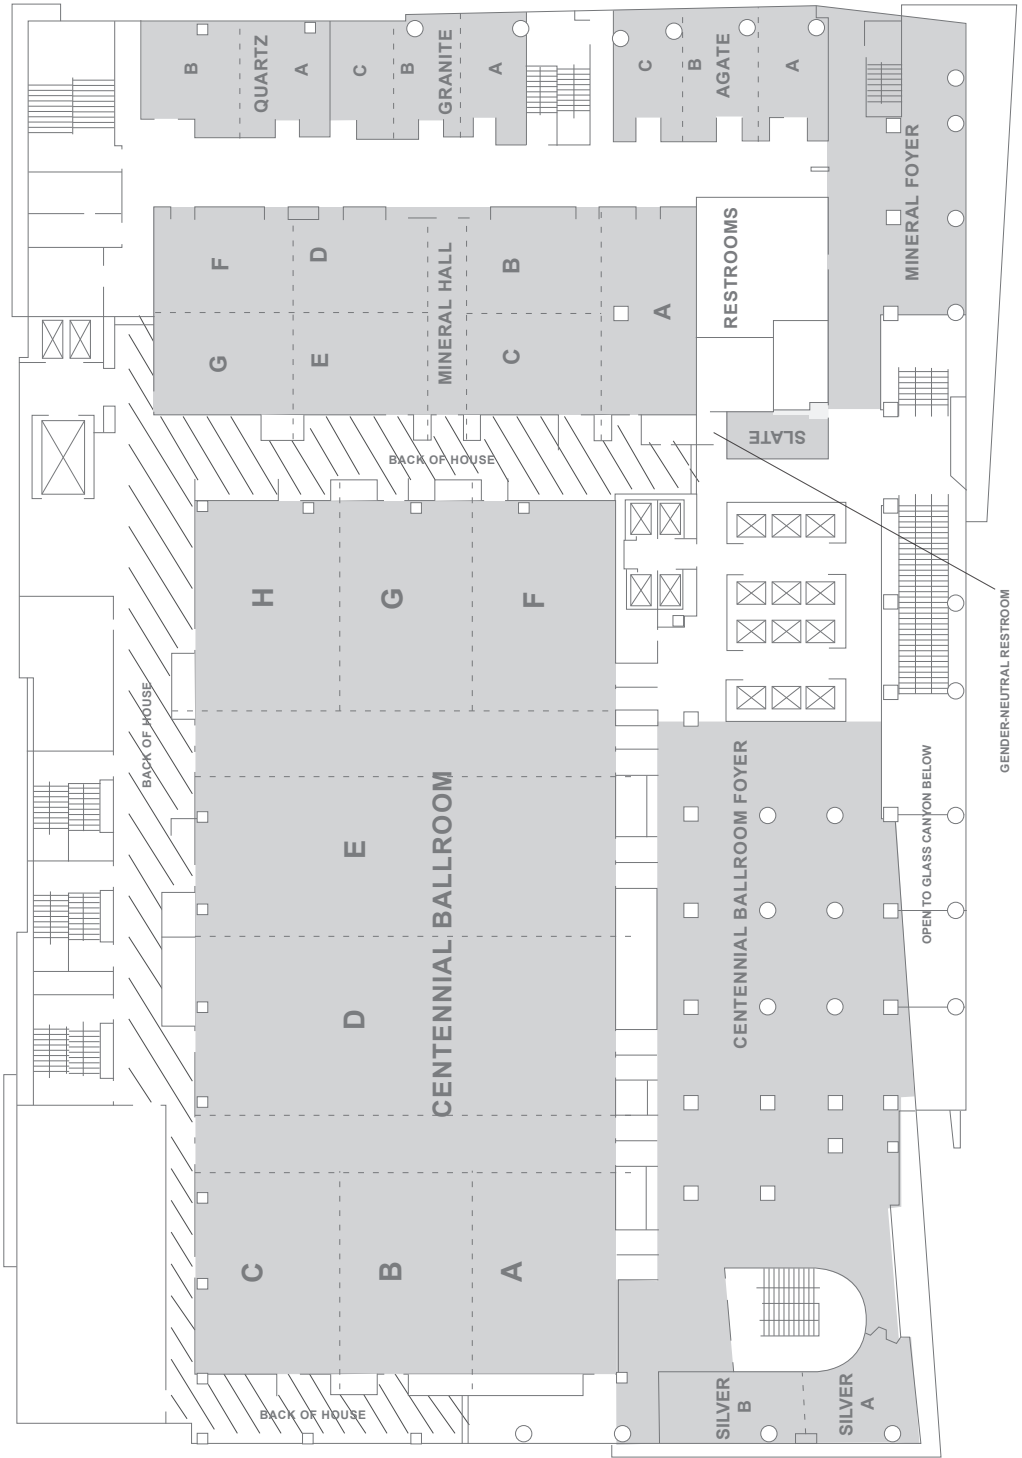 B
QUARTZ
A
C
B
GRANITE
A
C
B
AGATE
A
MINERAL FOYER
F
D
MINERAL HALL
B
A
RESTROOMS
G
E
C
SLATE
BACK OF HOUSE
H
G
F
GENDER-NEUTRAL RESTROOM
BACK OF HOUSE
E
CENTENNIAL BALLROOM
D
CENTENNIAL BALLROOM FOYER
OPEN TO GLASS CANYON BELOW
C
B
A
BACK OF HOUSE
SILVER
B
SILVER
A